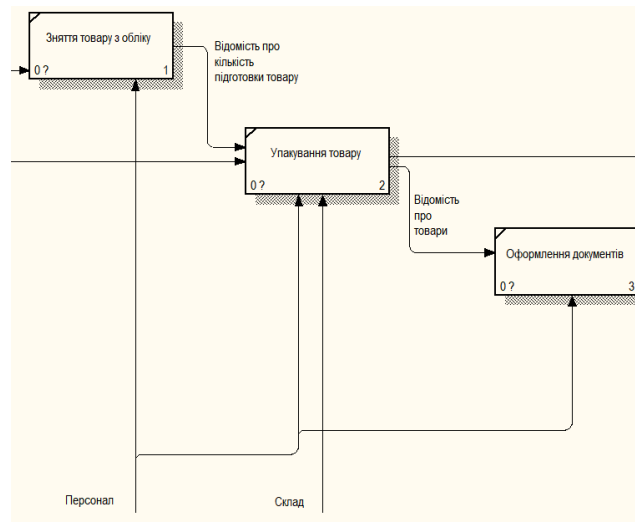 Зняття товару з обліку
0 ?
1
Відомість про
кількість
підготовки товару
Упакування товару
0 ?
2
Відомість
про
товари
Оформлення документів
0 ?
3
Персонал
Склад